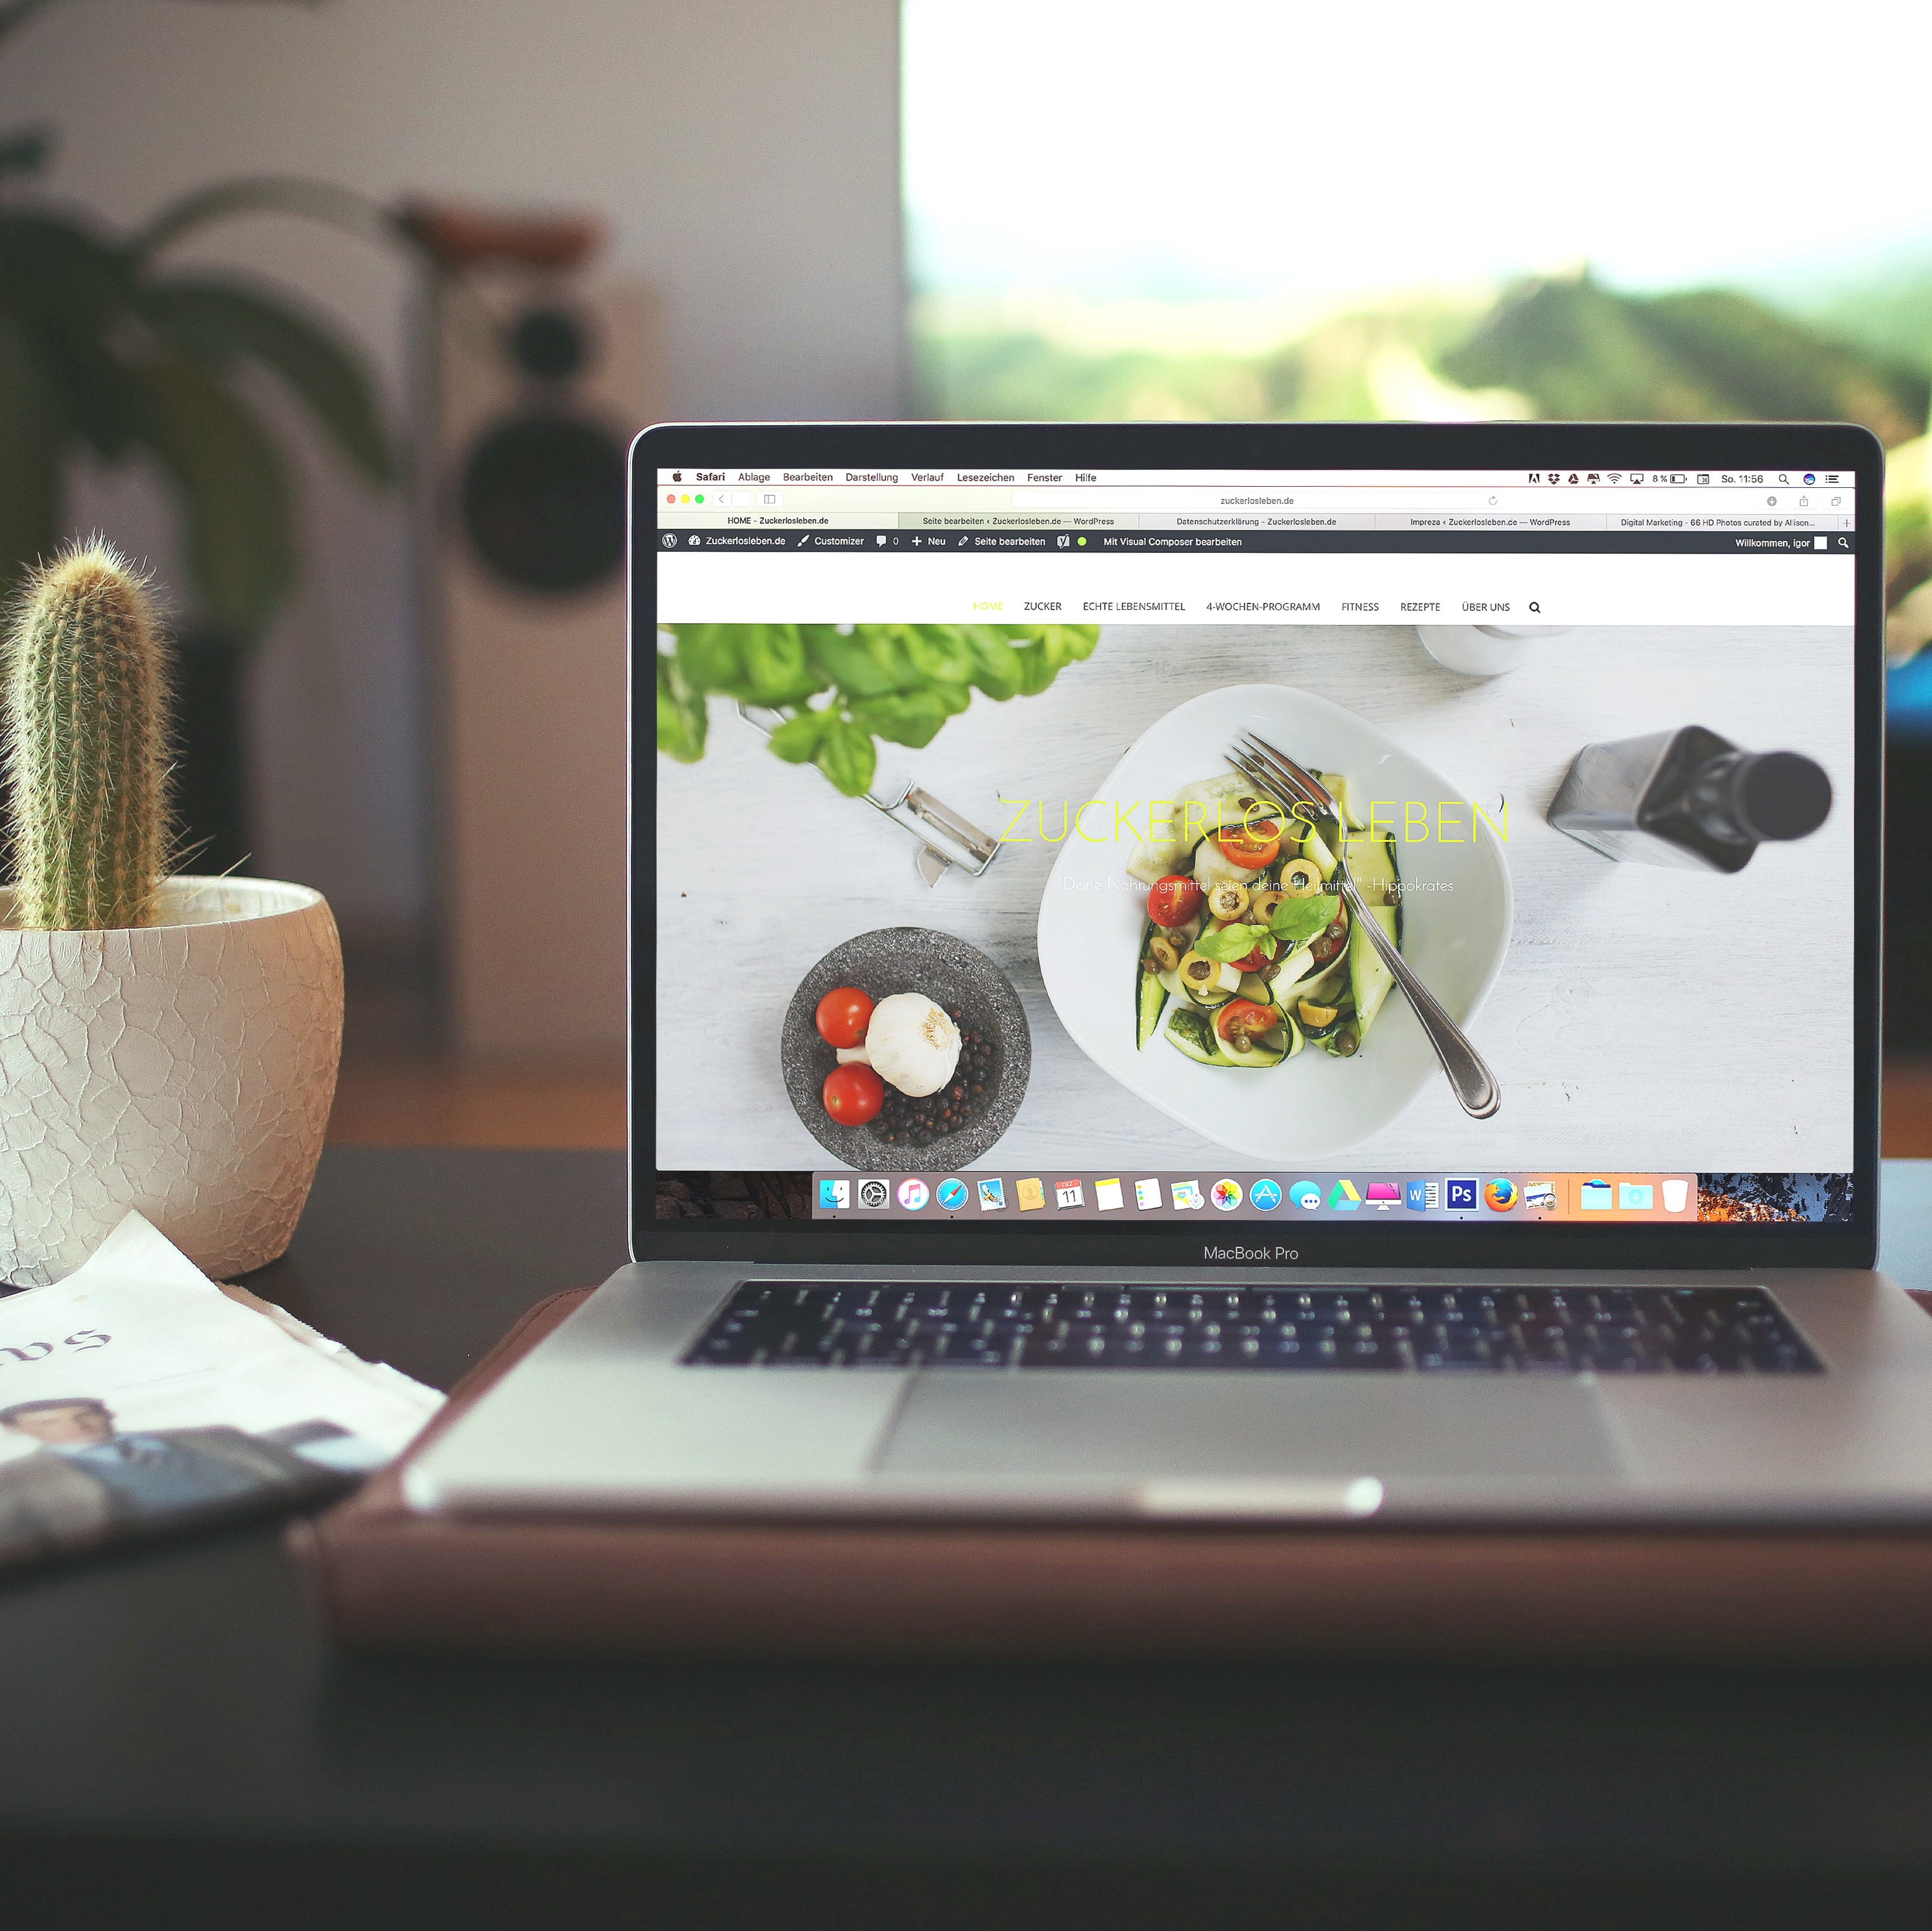 Safari Ablage Bearbeiten Darstellung Verlauf Lesezeichen Fenster Hilfe 8 % So. 11:56
zuckerlosleben.de
HOME – Zuckerlosleben.de Seite bearbeiten ‹ Zuckerlosleben.de — WordPress Datenschutzerklärung – Zuckerlosleben.de Impreza ‹ Zuckerlosleben.de — WordPress Digital Marketing - 66 HD Photos curated by Allison...
Zuckerlosleben.de Customizer 0 Neu Seite bearbeiten Mit Visual Composer bearbeiten Willkommen, igor
HOME ZUCKER ECHTE LEBENSMITTEL 4-WOCHEN-PROGRAMM FITNESS REZEPTE ÜBER UNS
ZUCKERLOS LEBEN
"Deine Nahrungsmittel seien deine Heilmittel" -Hippokrates
DEZ
11
W
Ps
MacBook Pro